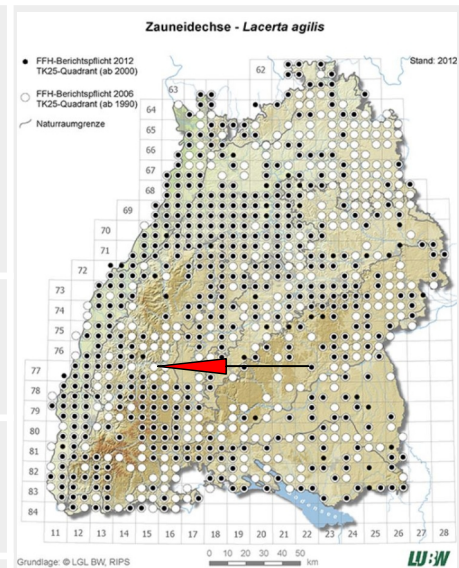 Zauneidechse - Lacerta agilis
FFH-Berichtspflicht 2012
TK25-Quadrant (ab 2000)
FFH-Berichtspflicht 2006
TK25-Quadrant (ab 1990)
Naturraumgrenze
Stand: 2012
62
63
64
65
66
67
68
69
70
71
72
73
74
75
76
77
78
79
80
81
82
83
84
11 12 13 14 15 16 17 18 19 20 21 22 23 24 25 26 27 28
0 10 20 30 40 50
km
Grundlage: © LGL BW, RIPS
LUBW